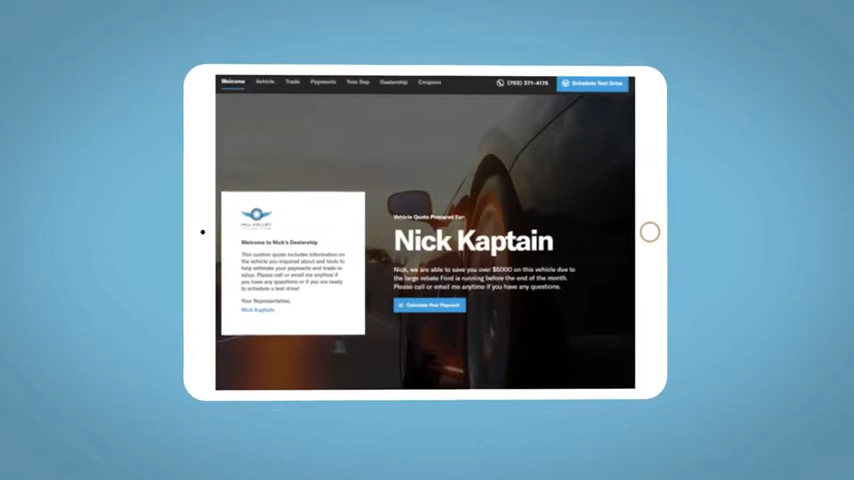 Welcome Vehicle Trade Payments Your Rep Dealership Coupons (702) 371-4178 Schedule Test Drive
Vehicle Quote Prepared For:
Nick Kaptain
Nick, we are able to save you over $6000 on this vehicle due to
the large rebate Ford is running before the end of the month.
Please call or email me anytime if you have any questions.
Calculate Your Payment
HILL VALLEY
Welcome to Nick's Dealership
This custom quote includes information on
the vehicle you inquired about and tools to
help estimate your payments and trade-in
value. Please call or email me anytime if
you have any questions or if you are ready
to schedule a test drive!
Your Representative,
Nick Kaptain